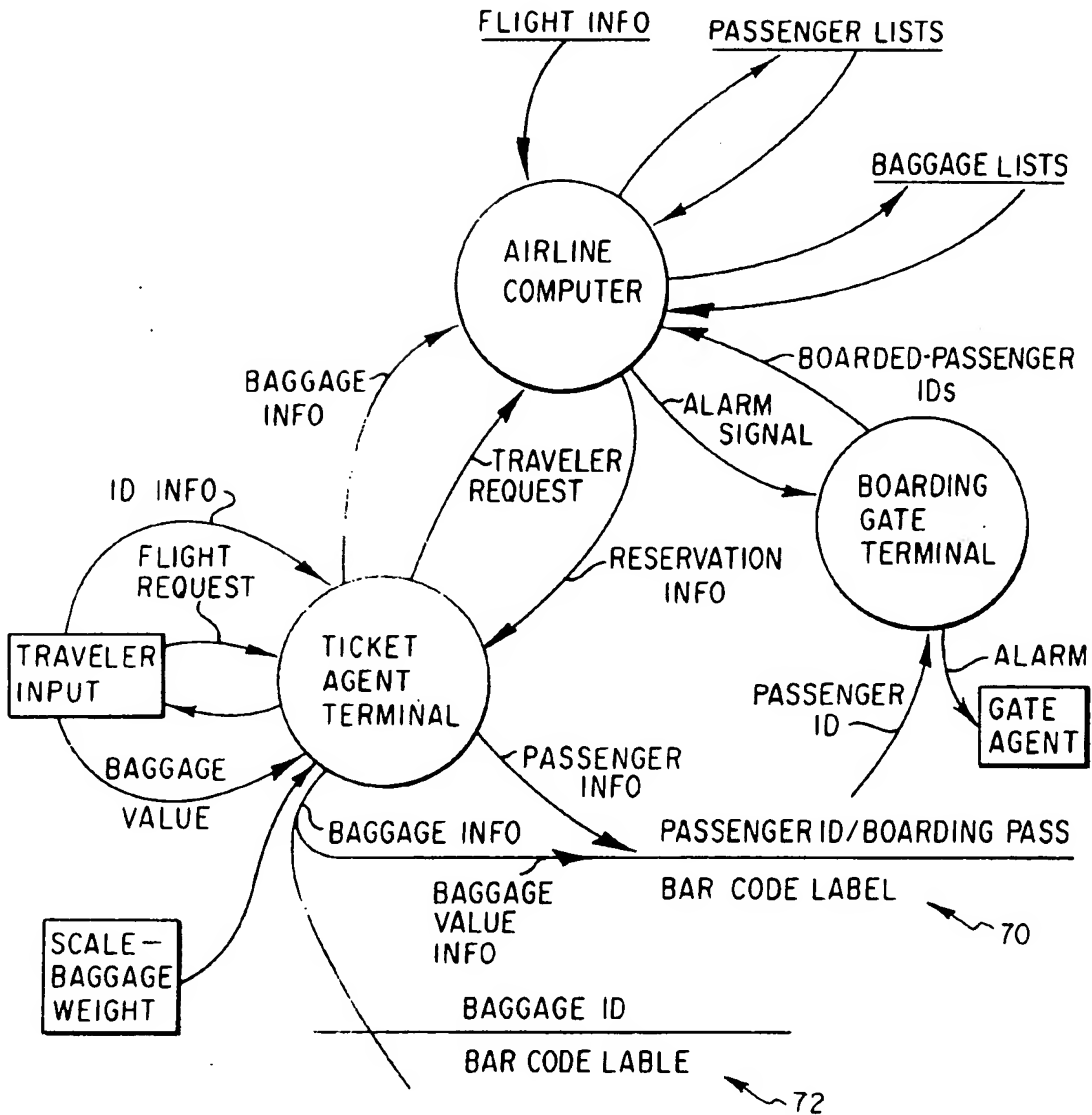 FLIGHT INFO
PASSENGER LISTS
BAGGAGE LISTS
AIRLINE
COMPUTER
BOARDED-PASSENGER
IDs
BAGGAGE
INFO
ALARM
SIGNAL
TRAVELER
REQUEST
BOARDING
GATE
TERMINAL
ID INFO
FLIGHT
REQUEST
RESERVATION
INFO
TRAVELER
INPUT
TICKET
AGENT
TERMINAL
ALARM
PASSENGER
ID
GATE
AGENT
BAGGAGE
VALUE
PASSENGER
INFO
BAGGAGE INFO
PASSENGER ID/BOARDING PASS
BAR CODE LABEL
70
BAGGAGE
VALUE
INFO
SCALE—
BAGGAGE
WEIGHT
BAGGAGE ID
BAR CODE LABLE
72